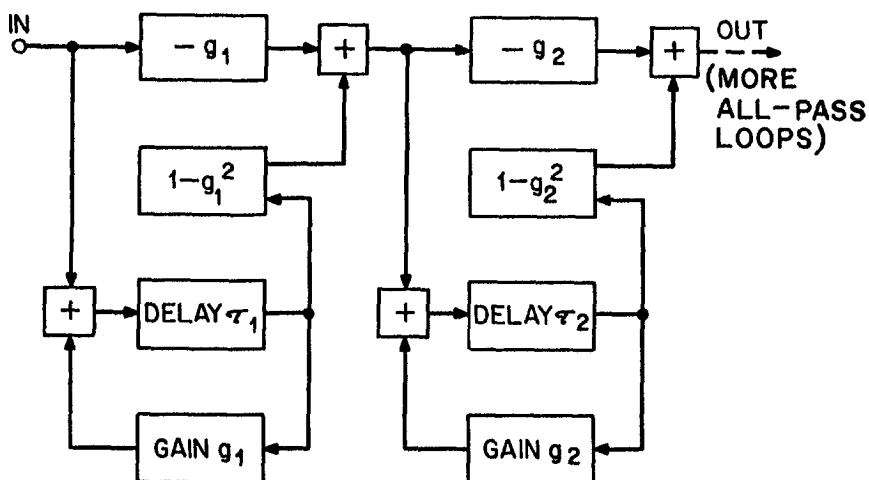 IN
− g₁
+
− g₂
+
OUT
(MORE
ALL−PASS
LOOPS)
1−g₁²
1−g₂²
+
DELAY τ₁
+
DELAY τ₂
GAIN g₁
GAIN g₂